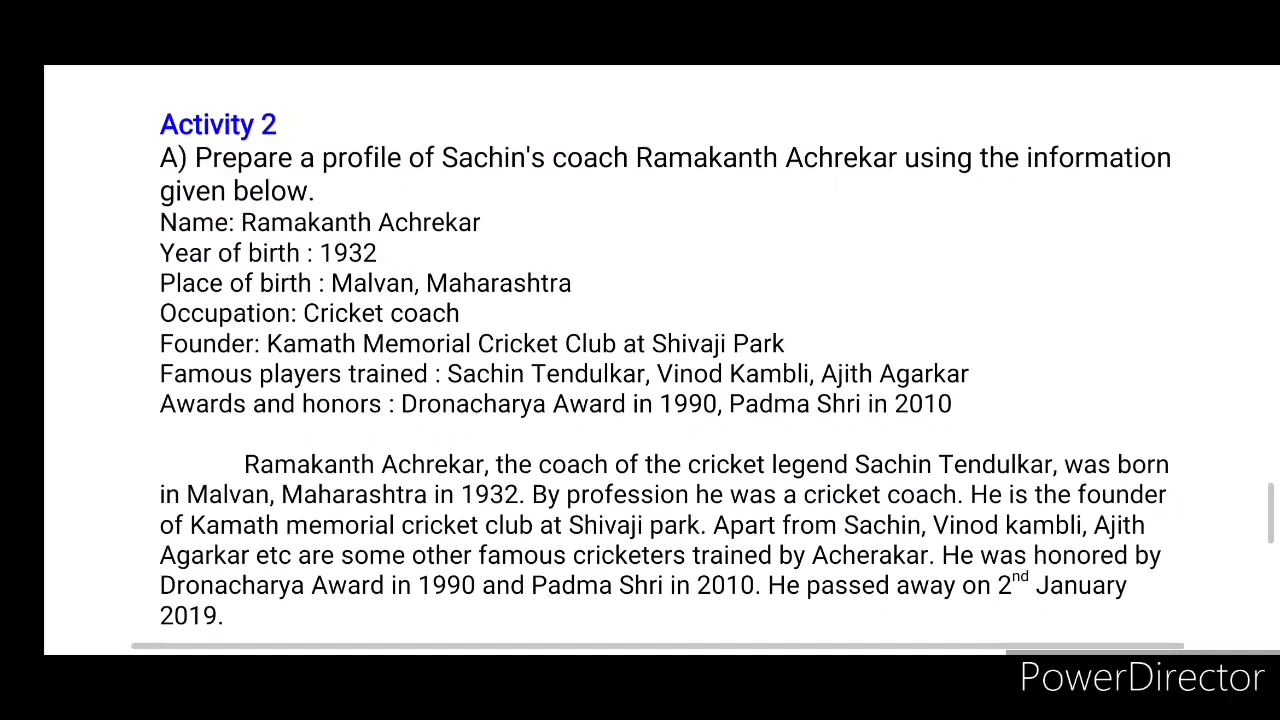 Activity 2
A) Prepare a profile of Sachin's coach Ramakanth Achrekar using the information
given below.
Name: Ramakanth Achrekar
Year of birth : 1932
Place of birth : Malvan, Maharashtra
Occupation: Cricket coach
Founder: Kamath Memorial Cricket Club at Shivaji Park
Famous players trained : Sachin Tendulkar, Vinod Kambli, Ajith Agarkar
Awards and honors : Dronacharya Award in 1990, Padma Shri in 2010
Ramakanth Achrekar, the coach of the cricket legend Sachin Tendulkar, was born
in Malvan, Maharashtra in 1932. By profession he was a cricket coach. He is the founder
of Kamath memorial cricket club at Shivaji park. Apart from Sachin, Vinod kambli, Ajith
Agarkar etc are some other famous cricketers trained by Acherakar. He was honored by
Dronacharya Award in 1990 and Padma Shri in 2010. He passed away on 2nd January
2019.
PowerDirector